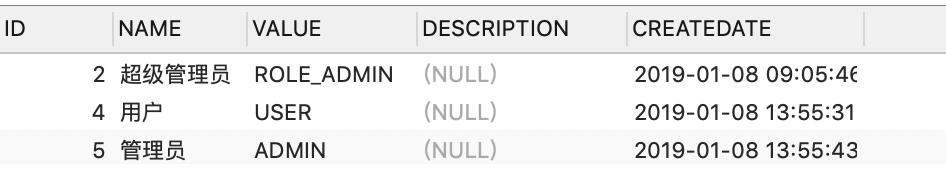 ID NAME VALUE DESCRIPTION CREATEDATE
2 超级管理员 ROLE_ADMIN (NULL) 2019-01-08 09:05:46
4 用户 USER (NULL) 2019-01-08 13:55:31
5 管理员 ADMIN (NULL) 2019-01-08 13:55:43